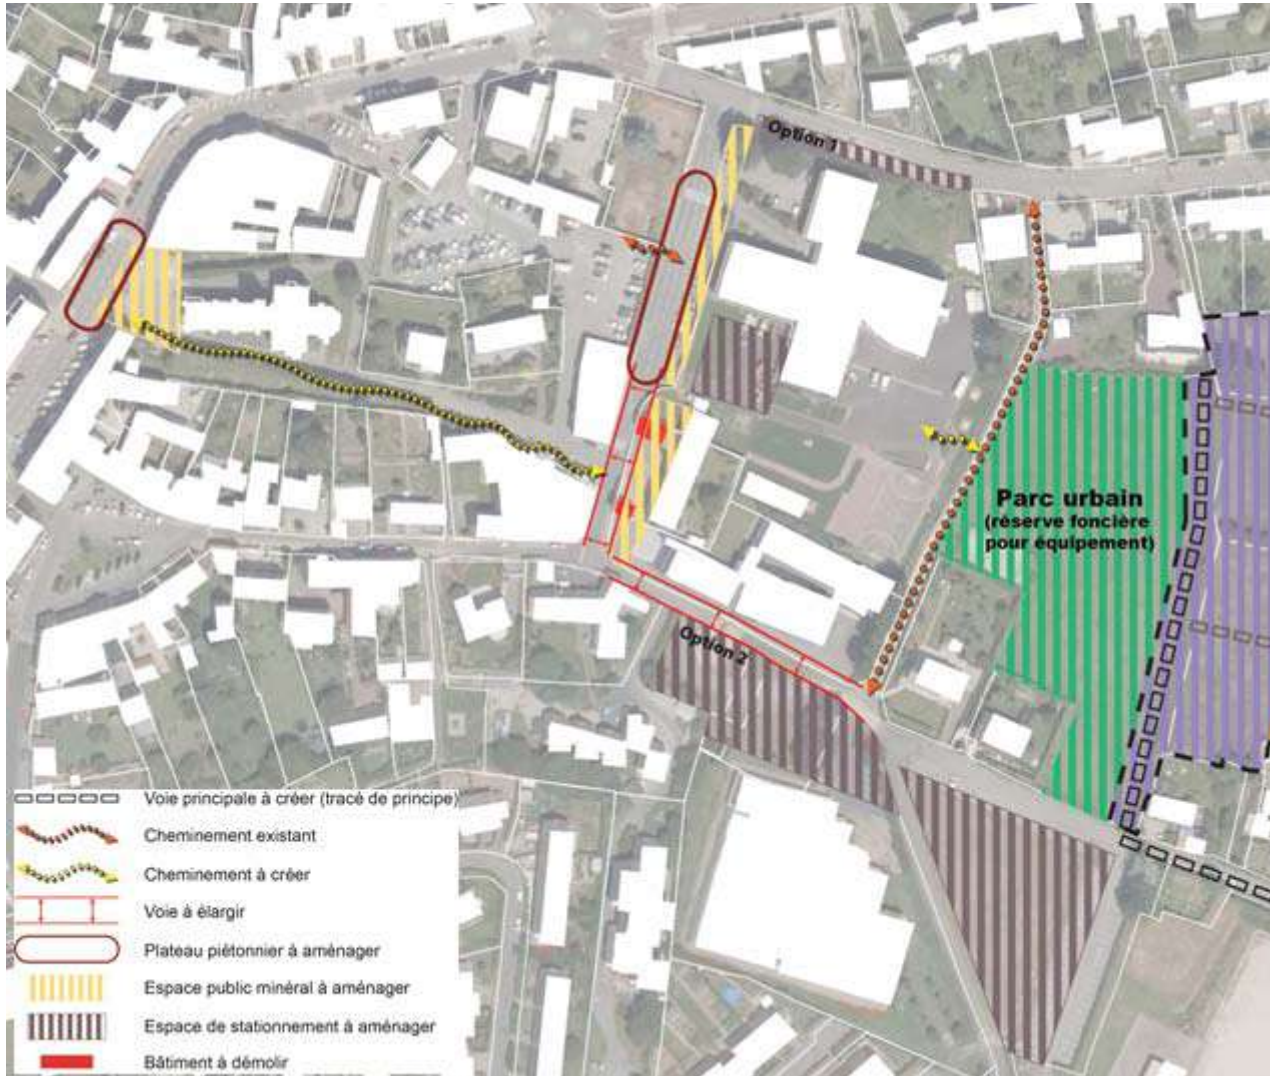 Option 1
Parc urbain
(réserve foncière
pour équipement)
Option 2
Voie principale à créer (tracé de principe)
Cheminement existant
Cheminement à créer
Voie à élargir
Plateau piétonnier à aménager
Espace public minéral à aménager
Espace de stationnement à aménager
Bâtiment à démolir